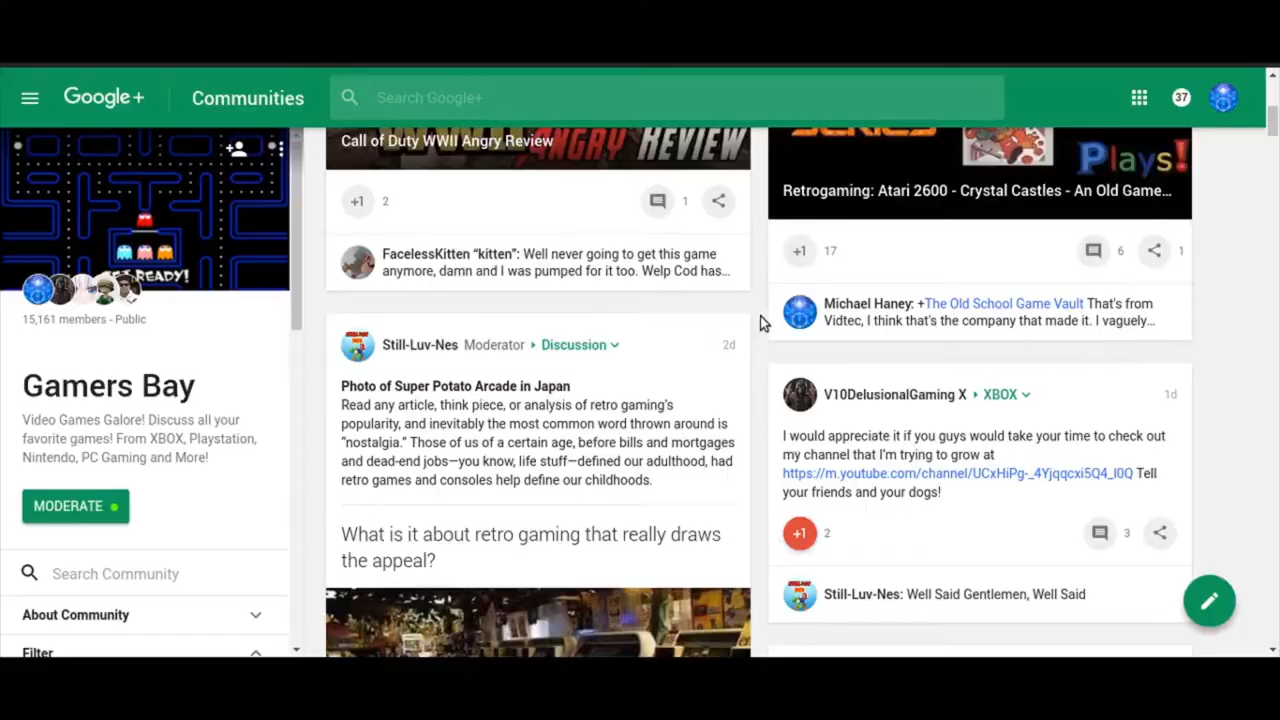 Google+
Communities
Search Google+
37
GET READY!
15,161 members - Public
Gamers Bay
Video Games Galore! Discuss all your
favorite games! From XBOX, Playstation,
Nintendo, PC Gaming and More!
MODERATE
Search Community
About Community
Filter
ANGRY REVIEW
Call of Duty WWII Angry Review
+1 2 1
FacelessKitten “kitten”: Well never going to get this game
anymore, damn and I was pumped for it too. Welp Cod has...
Still-Luv-Nes Moderator Discussion 2d
Photo of Super Potato Arcade in Japan
Read any article, think piece, or analysis of retro gaming's
popularity, and inevitably the most common word thrown around is
"nostalgia." Those of us of a certain age, before bills and mortgages
and dead-end jobs—you know, life stuff—defined our adulthood, had
retro games and consoles help define our childhoods.
What is it about retro gaming that really draws
the appeal?
Plays!
Retrogaming: Atari 2600 - Crystal Castles - An Old Game...
+1 17 6 1
Michael Haney: +The Old School Game Vault That's from
Vidtec, I think that's the company that made it. I vaguely...
V10DelusionalGaming X XBOX 1d
I would appreciate it if you guys would take your time to check out
my channel that I'm trying to grow at
https://m.youtube.com/channel/UCxHiPg-_4Yjqqcxi5Q4_I0Q Tell
your friends and your dogs!
+1 2 3
Still-Luv-Nes: Well Said Gentlemen, Well Said